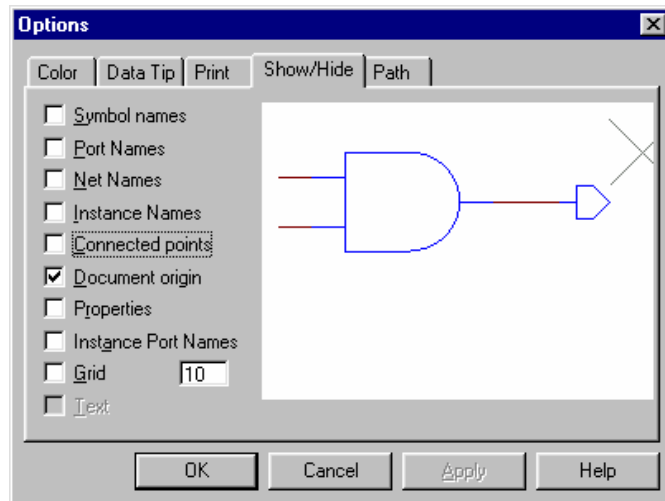 Options
Color Data Tip Print Show/Hide Path
Symbol names
Port Names
Net Names
Instance Names
Connected points
Document origin
Properties
Instance Port Names
Grid 10
Text
OK Cancel Apply Help